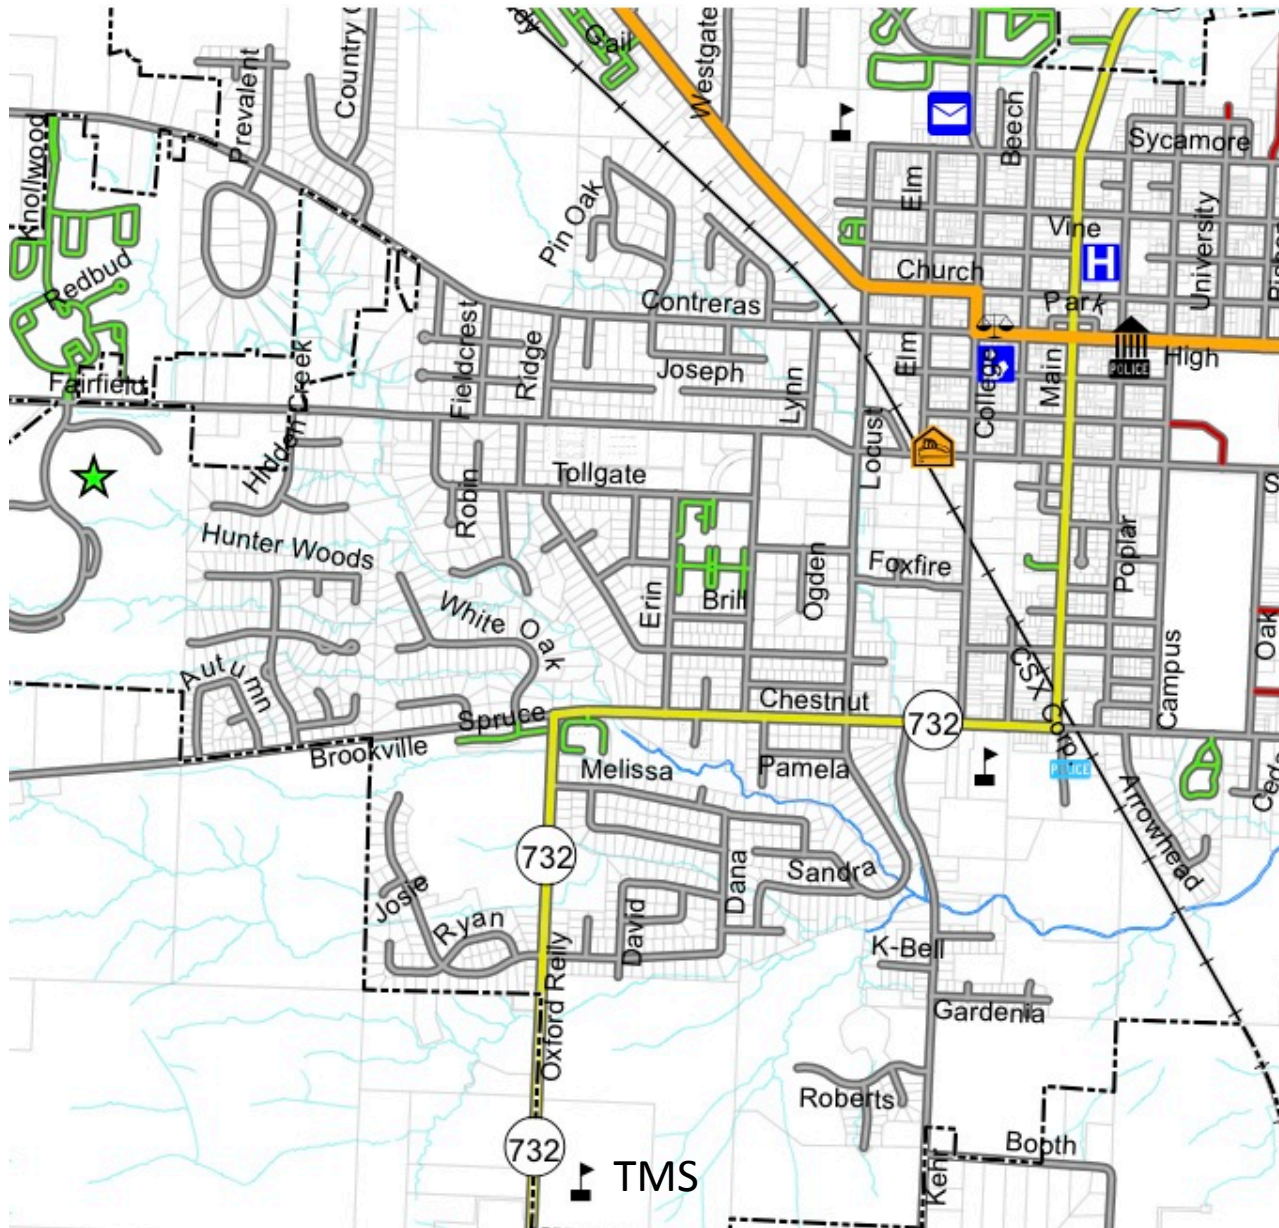 Gail
Westgate
Country C
Prevalent
Beech
Sycamore
Knollwood
Elm
Pin Oak
Vine
University
H
Redbud
Church
Contreras
Park
Fieldcrest
Ridge
Elm
College
Main
High
POLICE
Fairfield
Hidden Creek
Joseph
Lynn
Locust
Tollgate
Robin
Hunter Woods
Foxfire
Poplar
Ogden
Erin
Brill
White Oak
Oak
Autumn
CSX Corp
Campus
Chestnut
Spruce
732
Brookville
Melissa
Pamela
POLICE
Arrowhead
732
Sandra
Dana
Josie
Ryan
David
K-Bell
Oxford Reily
Gardenia
Roberts
732
Booth
Kehr
TMS